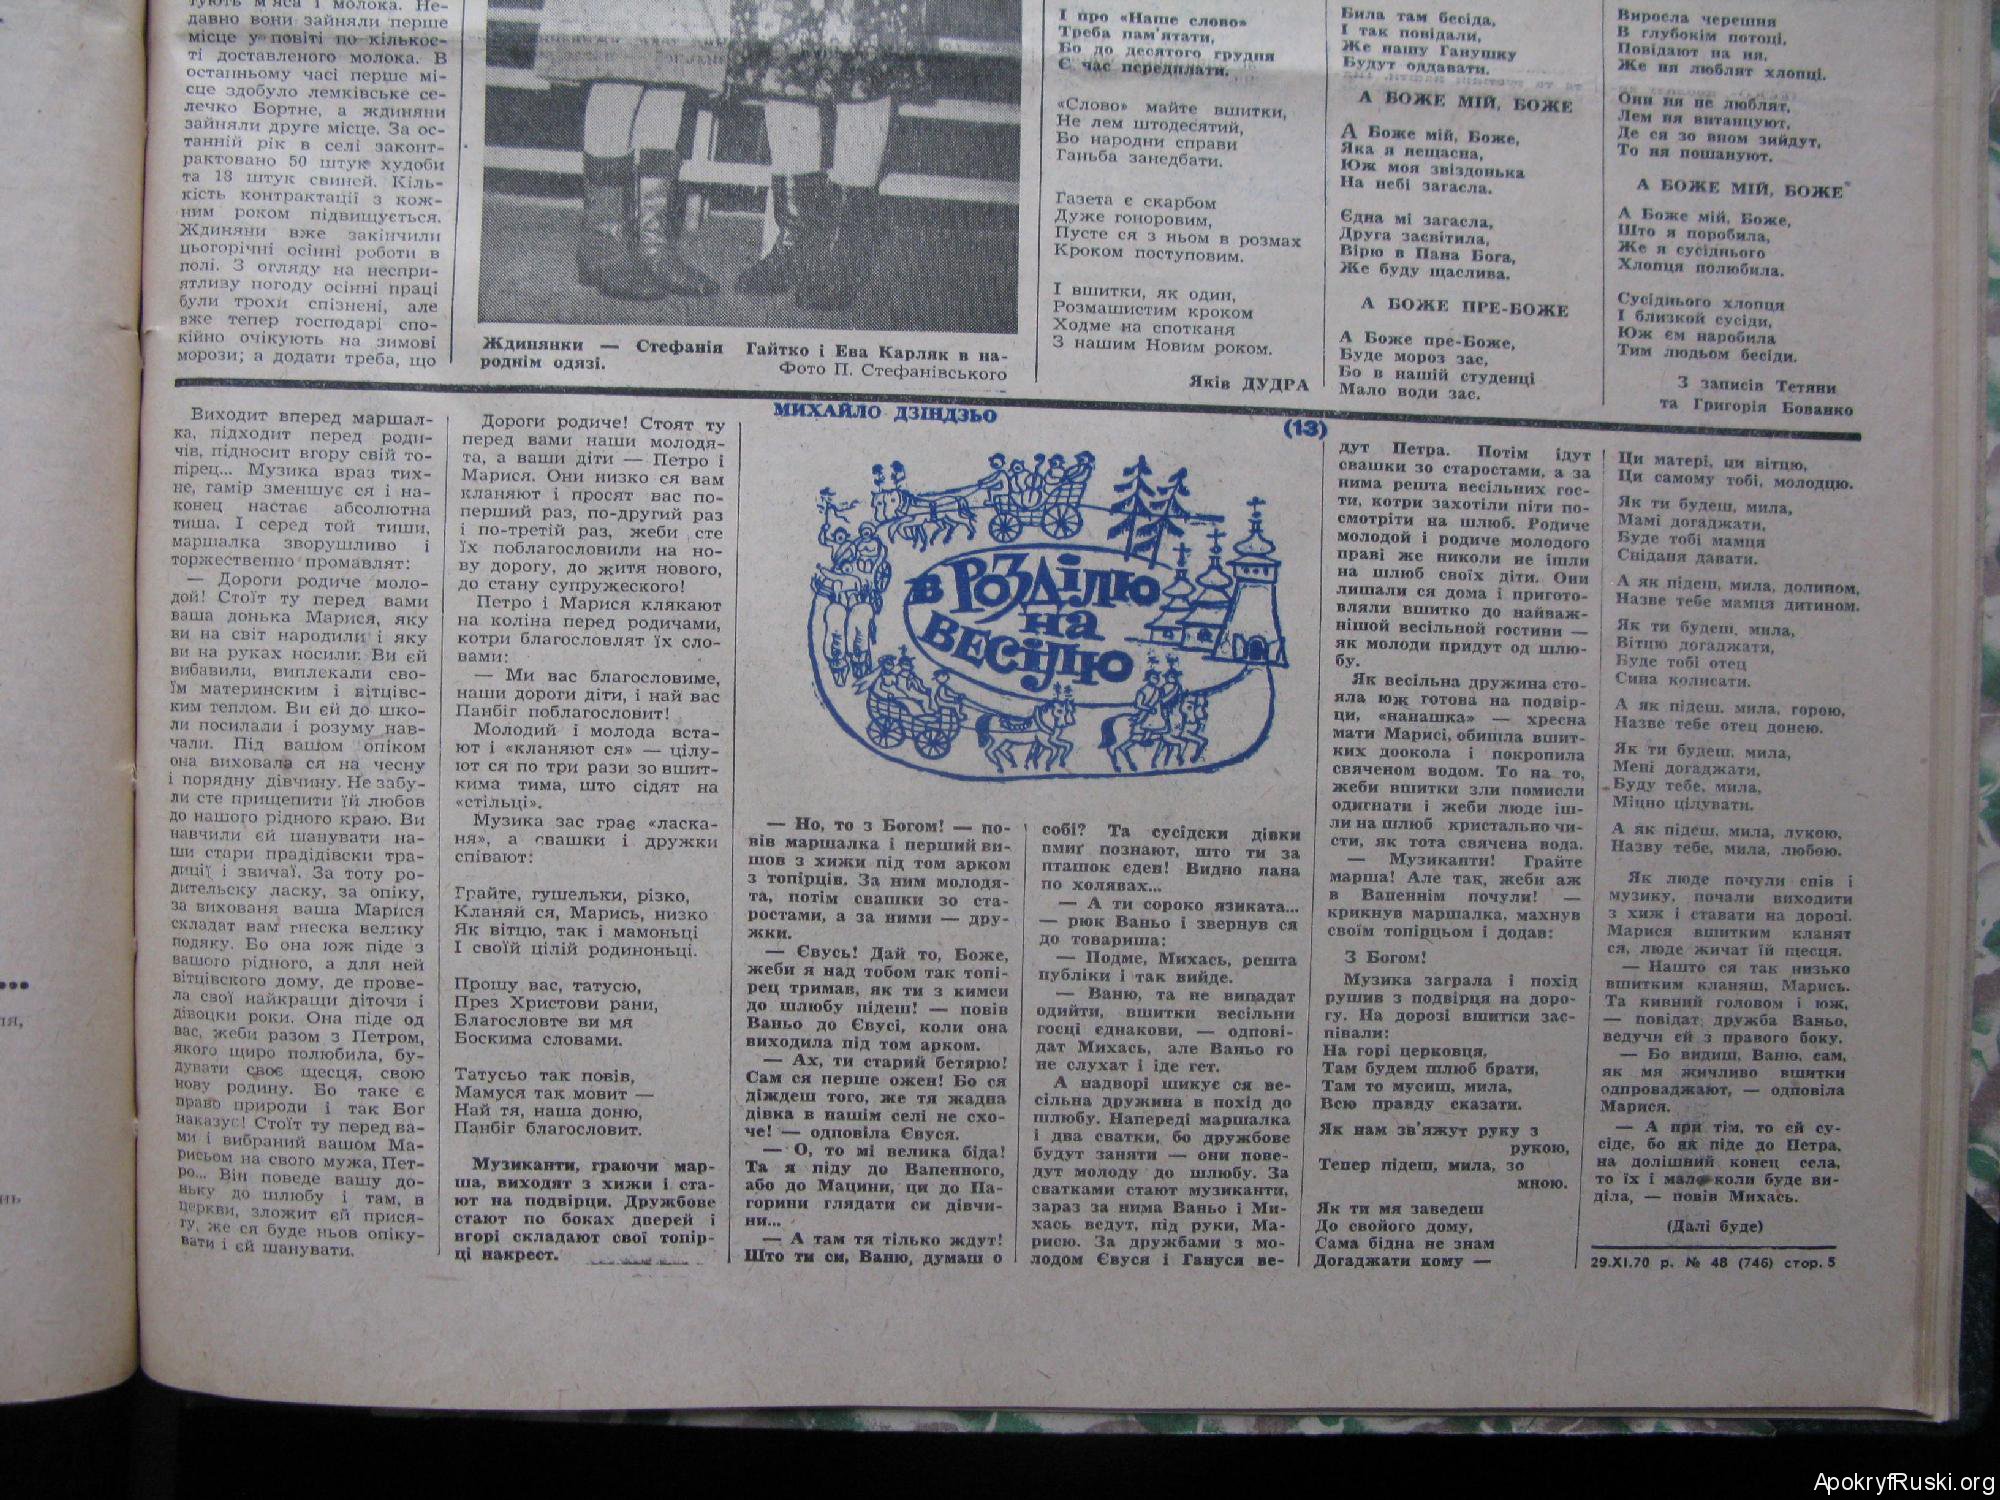 тують м'яса і молока. Не-
давно вони зайняли перше
місце у повіті по кількос-
ті доставленого молока. В
останньому часі перше мі-
сце здобуло лемківське се-
лечко Бортне, а ждиняни
зайняли друге місце. За ос-
танній рік в селі законт-
рактовано 50 штук худоби
та 18 штук свиней. Кіль-
кість контрактації з кож-
ним роком підвищується.
Ждиняни вже закінчили
цьогорічні осінні роботи в
полі. З огляду на неспри-
ятливу погоду осінні праці
були трохи спізнені, але
вже тепер господарі спо-
кійно очікують на зимові
морози; а додати треба, що
Ждинянки — Стефанія Гайтко і Ева Карляк в на-
роднім одязі.
Фото П. Стефанівського
І про «Наше слово»
Треба пам'ятати,
Бо до десятого грудня
Є час передплати.
«Слово» майте вшитки,
Не лем штодесятий,
Бо народни справи
Ганьба занедбати.
Газета є скарбом
Дуже гоноровим,
Пусте ся з ньом в розмах
Кроком поступовим.
І вшитки, як один,
Розмашистим кроком
Ходме на спотканя
З нашим Новим роком.
Яків ДУДРА
Била там бесіда,
І так повідали,
Же нашу Ганушку
Будут оддавати.
А БОЖЕ МІЙ, БОЖЕ
А Боже мій, Боже,
Яка я нещасна,
Юж моя звіздонька
На небі загасла.
Єдна мі загасла,
Друга засвітила,
Вірю в Пана Бога,
Же буду щаслива.
А БОЖЕ ПРЕ-БОЖЕ
А Боже пре-Боже,
Буде мороз зас,
Бо в нашій студенці
Мало води зас.
Виросла черешня
В глубокім потоці,
Повідают на ня,
Же ня люблят хлопці.
Они ня не люблят,
Лем ня витанцуют,
Де ся зо вном зийдут,
То ня пошануют.
А БОЖЕ МІЙ, БОЖЕ
А Боже мій, Боже,
Што я поробила,
Же я сусіднього
Хлопця полюбила.
Сусіднього хлопця
І близкой сусіди,
Юж єм наробила
Тим людьом бесіди.
З записів Тетяни
та Григорія Бованко
МИХАЙЛО ДЗІНДЗЬО
(13)
В РОЗДІЛЮ
НА
ВЕСІЛЮ
Виходит вперед маршал-
ка, підходит перед роди-
чів, підносит вгору свій то-
пірец... Музика враз тих-
не, гамір зменшує ся і на-
конец настає абсолютна
тиша. І серед той тиши,
маршалка зворушливо і
торжественно промавлят:
— Дороги родиче моло-
дой! Стоїт ту перед вами
ваша донька Марися, яку
ви на світ народили і яку
ви на руках носили. Ви єй
вибавили, виплекали сво-
їм материнским і вітцівс-
ким теплом. Ви єй до шко-
ли посилали і розуму нав-
чали. Під вашом опіком
она виховала ся на чесну
і порядну дівчину. Не забу-
ли сте прищепити їй любов
до нашого рідного краю. Ви
навчили єй шанувати на-
ши стари прадідівски тра-
диції і звичаї. За тоту ро-
дительску ласку, за опіку,
за вихованя ваша Марися
складат вам гнеска велику
подяку. Бо она юж піде з
вашого рідного, а для ней
вітцівского дому, де прове-
ла свої найкращи діточи і
дівоцки роки. Она піде од
вас, жеби разом з Петром,
якого щиро полюбила, бу-
дувати своє щесця, свою
нову родину. Бо таке є
право природи і так Бог
наказує! Стоїт ту перед ва-
ми і вибраний вашом Ма-
рисьом на свого мужа, Пет-
ро... Він поведе вашу до-
ньку до шлюбу і там, в
церкви, зложит єй прися-
гу, же ся буде ньов опіку-
вати і єй шанувати.
Дороги родиче! Стоят ту
перед вами наши молодя-
та, а ваши діти — Петро і
Марися. Они низко ся вам
кланяют і просят вас по-
перший раз, по-другий раз
і по-третій раз, жеби сте
їх поблагословили на но-
ву дорогу, до житя нового,
до стану супружеского!
Петро і Марися клякают
на коліна перед родичами,
котри благословлят їх сло-
вами:
— Ми вас благословиме,
наши дороги діти, і най вас
Панбіг поблагословит!
Молодий і молода вста-
ют і «кланяют ся» — цілу-
ют ся по три рази зо вшит-
кима тима, што сідят на
«стільці».
Музика зас грає «ласка-
ня», а свашки і дружки
співают:
Грайте, гушельки, різко,
Кланяй ся, Марись, низко
Як вітцю, так і мамоньці
І своїй цілій родиноньці.
Прошу вас, татусю,
През Христови рани,
Благословте ви мя
Боскима словами.
Татусьо так повів,
Мамуся так мовит —
Най тя, наша доню,
Панбіг благословит.
Музиканти, граючи мар-
ша, виходят з хижи і ста-
ют на подвірци. Дружбове
стают по боках дверей і
вгорі складают свої топір-
ці накрест.
— Но, то з Богом! — по-
вів маршалка і перший ви-
шов з хижи під том арком
з топірців. За ним молодя-
та, потім свашки зо ста-
ростами, а за ними — дру-
жки.
— Євусь! Дай то, Боже,
жеби я над тобом так топі-
рец тримав, як ти з кимси
до шлюбу підеш! — повів
Ваньо до Євусі, коли она
виходила під том арком.
— Ах, ти старий бетярю!
Сам ся перше ожен! Бо ся
діждеш того, же тя жадна
дівка в нашім селі не схо-
че! — одповіла Євуся.
— О, то мі велика біда!
Та я піду до Вапенного,
або до Мацини, ци до Па-
горини глядати си дівчи-
ни...
— А там тя тілько ждут!
Што ти си, Ваню, думаш о
собі? Та сусідски дівки
вмиґ познают, што ти за
пташок еден! Видно пана
по холявах...
— А ти сороко язиката...
— рюк Ваньо і звернув ся
до товариша:
— Подме, Михась, решта
публіки і так вийде.
— Ваню, та не випадат
одийти, вшитки весільни
госці єднакови, — одпові-
дат Михась, але Ваньо го
не слухат і іде гет.
А надворі шикує ся ве-
сільна дружина в похід до
шлюбу. Напереді маршалка
і два сватки, бо дружбове
будут заняти — они пове-
дут молоду до шлюбу. За
сватками стают музиканти,
зараз за нима Ваньо і Ми-
хась ведут, під руки, Ма-
рисю. За дружбами з мо-
лодом Євуся і Гануся ве-
дут Петра. Потім ідут
свашки зо старостами, а за
нима решта весільних гос-
ти, котри захотіли піти по-
смотріти на шлюб. Родиче
молодой і родиче молодого
праві же николи не ішли
на шлюб своїх діти. Они
лишали ся дома і пригото-
вляли вшитко до найваж-
нішой весільной гостини —
як молоди придут од шлю-
бу.
Як весільна дружина сто-
яла юж готова на подвір-
ци, «нанашка» — хресна
мати Марисі, обишла вшит-
ких доокола і покропила
свяченом водом. То на то,
жеби вшитки зли помисли
одигнати і жеби люде іш-
ли на шлюб кристально чи-
сти, як тота свячена вода.
— Музиканти! Грайте
марша! Але так, жеби аж
в Вапеннім почули! —
крикнув маршалка, махнув
своїм топірцьом і додав:
З Богом!
Музика заграла і похід
рушив з подвірця на доро-
гу. На дорозі вшитки зас-
півали:
На горі церковця,
Там будем шлюб брати,
Там то мусиш, мила,
Всю правду сказати.
Як нам зв'яжут руку з
рукою,
Тепер підеш, мила, зо
мною.
Як ти мя заведеш
До свойого дому,
Сама бідна не знам
Догаджати кому —
Ци матері, ци вітцю,
Ци самому тобі, молодцю.
Як ти будеш, мила,
Мамі догаджати,
Буде тобі мамця
Сніданя давати.
А як підеш, мила, долином,
Назве тебе мамця дитином.
Як ти будеш, мила,
Вітцю догаджати,
Буде тобі отец
Сина колисати.
А як підеш, мила, горою,
Назве тебе отец донею.
Як ти будеш, мила,
Мені догаджати,
Буду тебе, мила,
Міцно цілувати.
А як підеш, мила, лукою,
Назву тебе, мила, любою.
Як люде почули спів і
музику, почали виходити
з хиж і ставати на дорозі.
Марися вшитким кланят
ся, люде жичат їй щесця.
— Нашто ся так низько
вшитким кланяш, Марись.
Та кивний головом і юж,
— повідат дружба Ваньо,
ведучи єй з правого боку.
— Бо видиш, Ваню, сам,
як мя жичливо вшитки
одпроваджают, — одповіла
Марися.
— А при тім, то єй су-
сіде, бо як піде до Петра,
на долішний конец села,
то їх і мало коли буде ви-
діла, — повів Михась.
(Далі буде)
29.XI.70 р. № 48 (746) стор. 5
ApokryfRuski.org